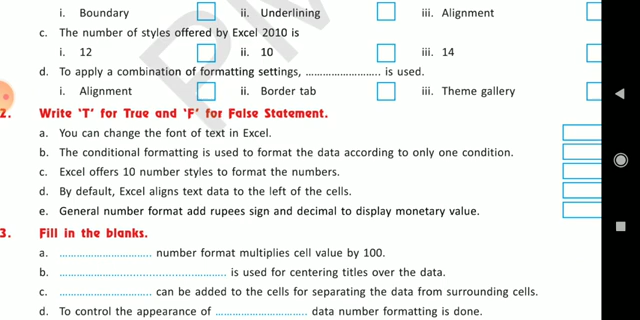 i. Boundary ii. Underlining iii. Alignment
c. The number of styles offered by Excel 2010 is
i. 12 ii. 10 iii. 14
d. To apply a combination of formatting settings, ........................ is used.
i. Alignment ii. Border tab iii. Theme gallery
2. Write ‘T’ for True and ‘F’ for False Statement.
a. You can change the font of text in Excel.
b. The conditional formatting is used to format the data according to only one condition.
c. Excel offers 10 number styles to format the numbers.
d. By default, Excel aligns text data to the left of the cells.
e. General number format add rupees sign and decimal to display monetary value.
3. Fill in the blanks.
a. ............................ number format multiplies cell value by 100.
b. .................................................. is used for centering titles over the data.
c. ............................ can be added to the cells for separating the data from surrounding cells.
d. To control the appearance of ............................ data number formatting is done.